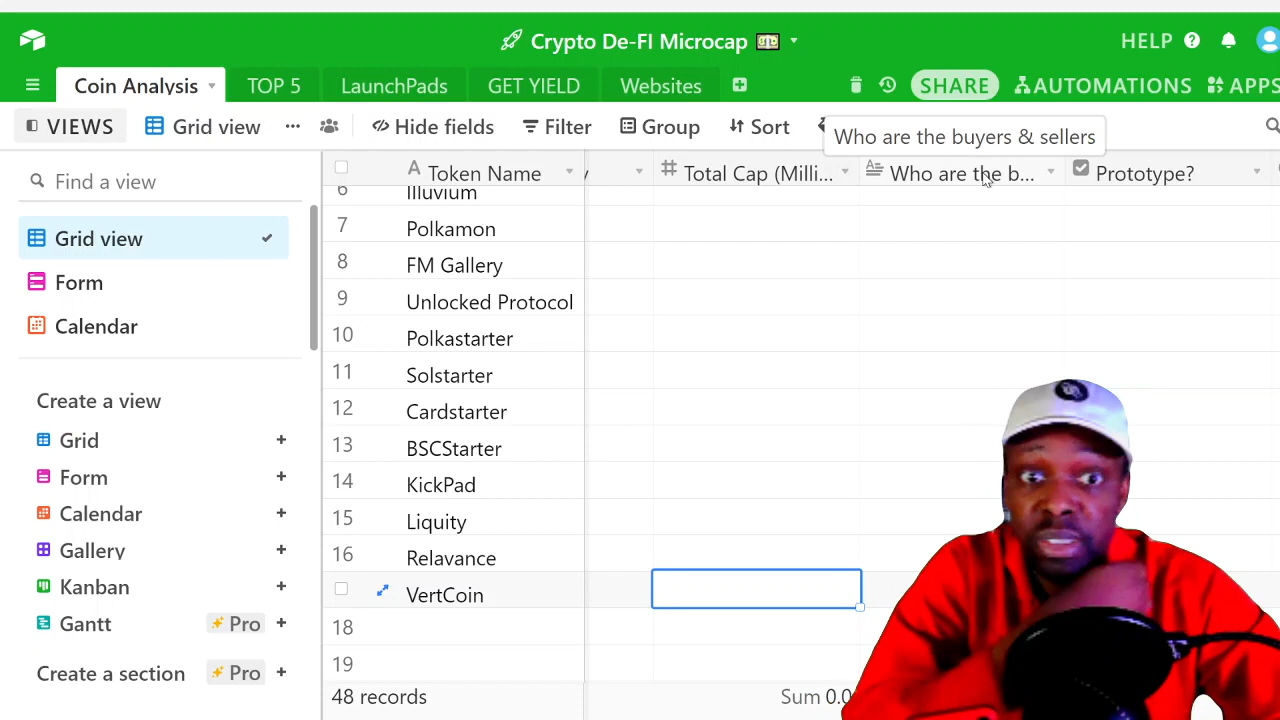 Crypto De-FI Microcap
HELP
Coin Analysis
TOP 5
LaunchPads
GET YIELD
Websites
SHARE
AUTOMATIONS
APPS
VIEWS
Grid view
Hide fields
Filter
Group
Sort
Who are the buyers & sellers
Find a view
Token Name
Total Cap (Milli...
Who are the b...
Prototype?
Grid view
Form
Calendar
Create a view
Grid
Form
Calendar
Gallery
Kanban
Gantt
Pro
Create a section
Pro
6 Illuvium
7 Polkamon
8 FM Gallery
9 Unlocked Protocol
10 Polkastarter
11 Solstarter
12 Cardstarter
13 BSCStarter
14 KickPad
15 Liquity
16 Relavance
VertCoin
18
19
48 records
Sum 0.0